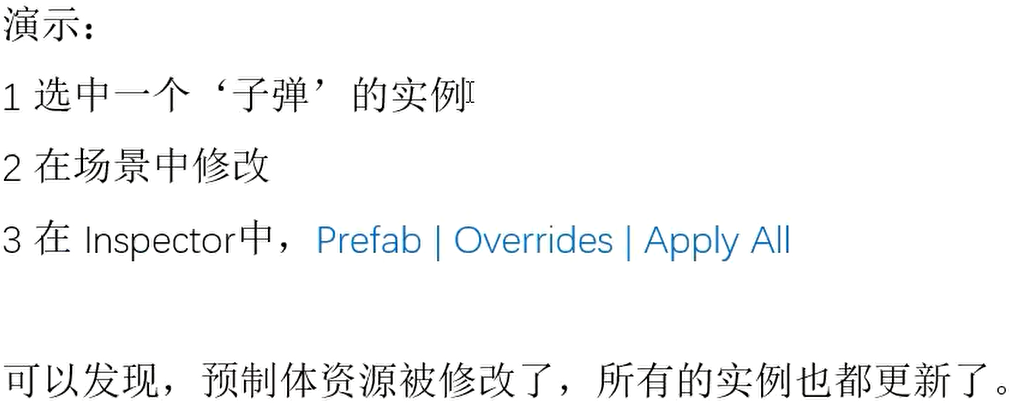 演示：
1 选中一个‘子弹’的实例
2 在场景中修改
3 在 Inspector中，Prefab | Overrides | Apply All
可以发现，预制体资源被修改了，所有的实例也都更新了。